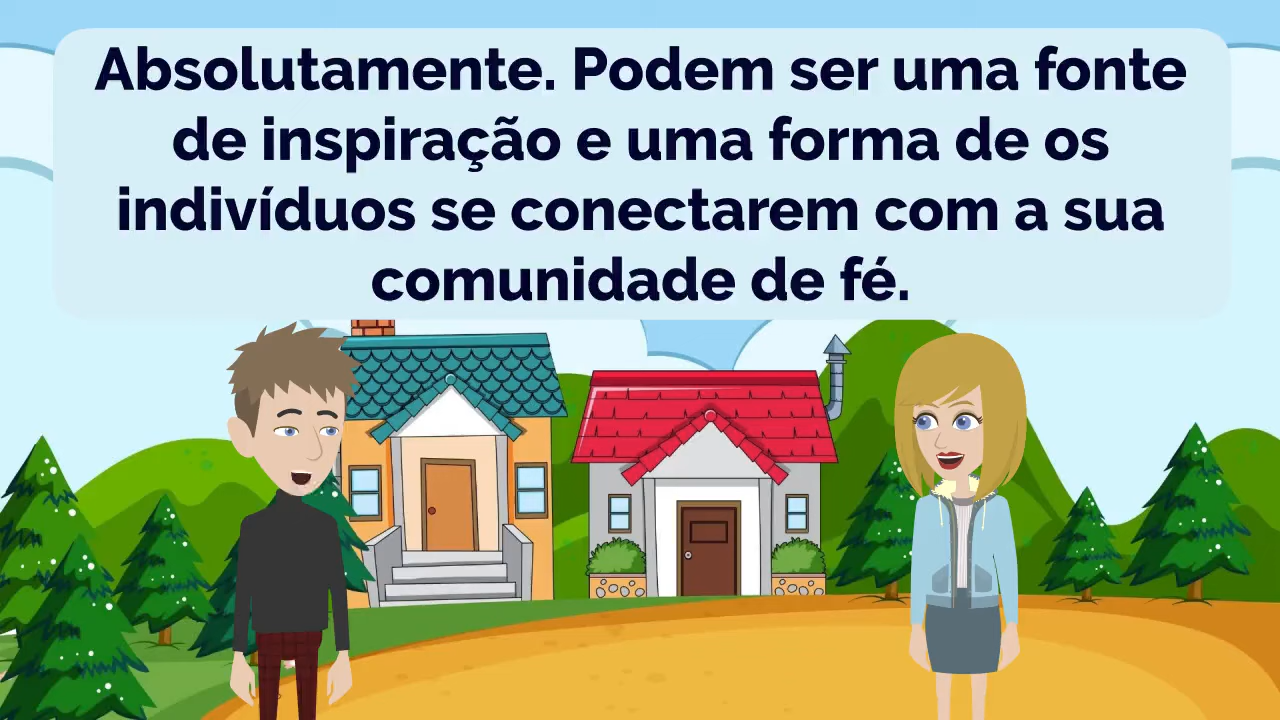 Absolutamente. Podem ser uma fonte
de inspiração e uma forma de os
indivíduos se conectarem com a sua
comunidade de fé.